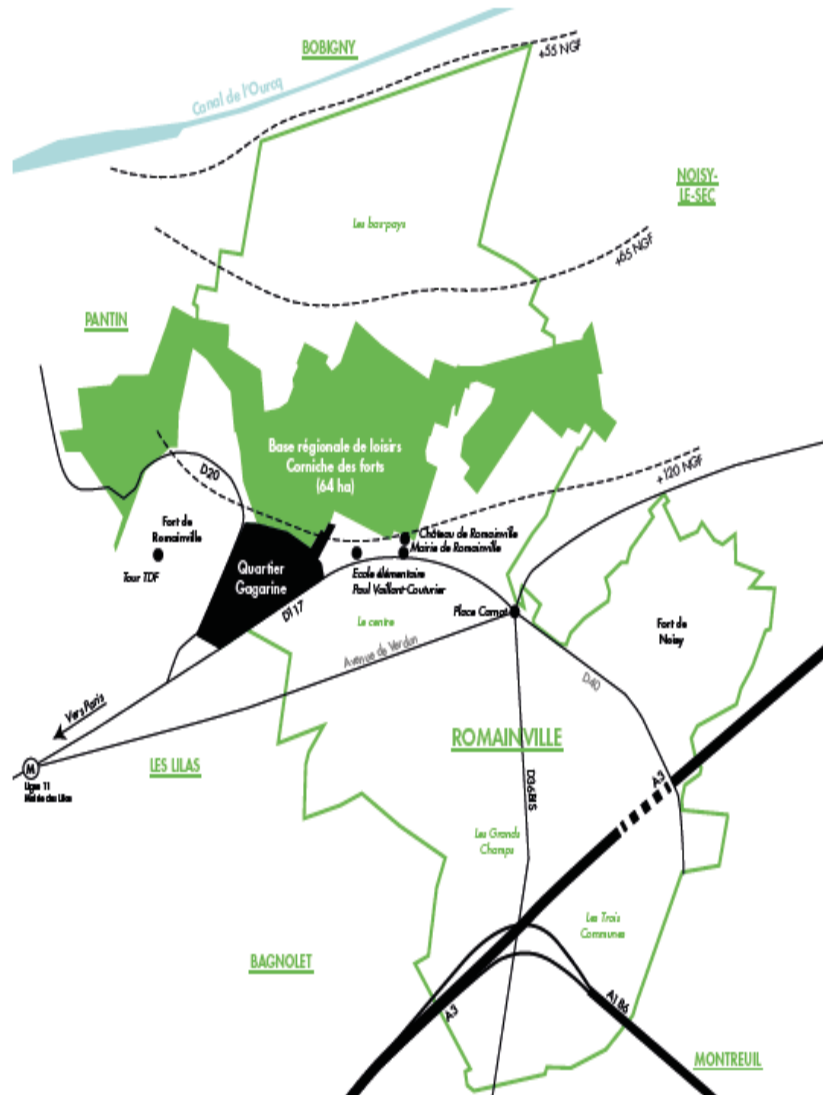 BOBIGNY
+55 NGF
Canal de l'Ourcq
NOISY-
LE-SEC
Les bas-pays
+65 NGF
PANTIN
Base régionale de loisirs
Corniche des forts
(64 ha)
D20
+120 NGF
Fort de
Romainville
Château de Romainville
Mairie de Romainville
Tour TDF
Quartier
Gagarine
Ecole élémentaire
Paul Vaillant-Couturier
D117
Le centre
Place Carnot
Fort de
Noisy
Avenue de Verdun
D40
Vers Paris
ROMAINVILLE
LES LILAS
M
Ligne 11
Mairie des Lilas
D36BIS
A3
Les Grands
Champs
Les Trois
Communes
BAGNOLET
A3
A186
MONTREUIL